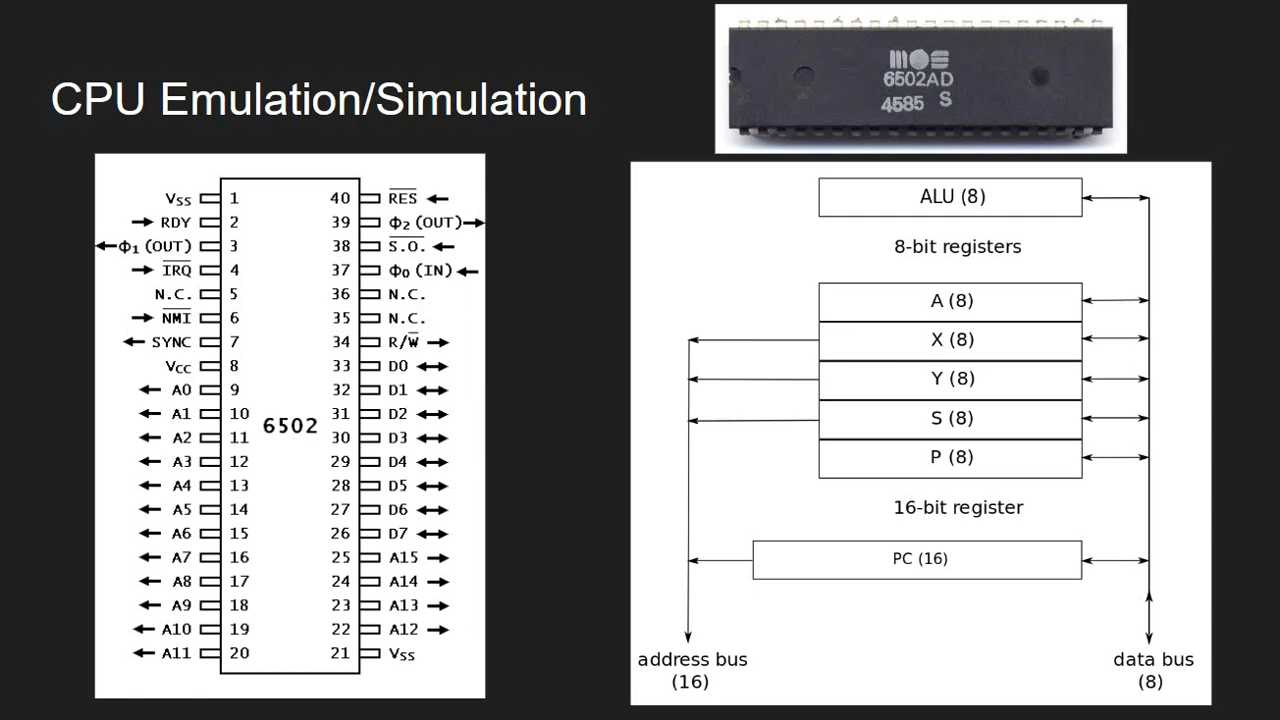 CPU Emulation/Simulation
mos
6502AD
4585 S
Vss 1 40 R̅E̅S̅
RDY 2 39 Φ₂ (OUT)
Φ₁ (OUT) 3 38 S̅.̅O̅.̅
I̅R̅Q̅ 4 37 Φ₀ (IN)
N.C. 5 36 N.C.
N̅M̅I̅ 6 35 N.C.
SYNC 7 34 R/W̅
Vcc 8 33 D0
A0 9 32 D1
A1 10 31 D2
6502
A2 11 30 D3
A3 12 29 D4
A4 13 28 D5
A5 14 27 D6
A6 15 26 D7
A7 16 25 A15
A8 17 24 A14
A9 18 23 A13
A10 19 22 A12
A11 20 21 Vss
ALU (8)
8-bit registers
A (8)
X (8)
Y (8)
S (8)
P (8)
16-bit register
PC (16)
address bus
(16)
data bus
(8)